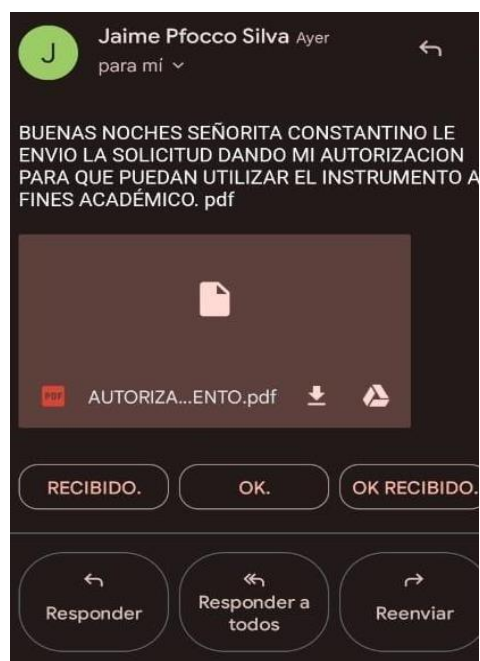 J
Jaime Pfocco Silva Ayer
para mí
BUENAS NOCHES SEÑORITA CONSTANTINO LE
ENVIO LA SOLICITUD DANDO MI AUTORIZACION
PARA QUE PUEDAN UTILIZAR EL INSTRUMENTO A
FINES ACADÉMICO. pdf
PDF AUTORIZA...ENTO.pdf
RECIBIDO. OK. OK RECIBIDO.
Responder Responder a todos Reenviar